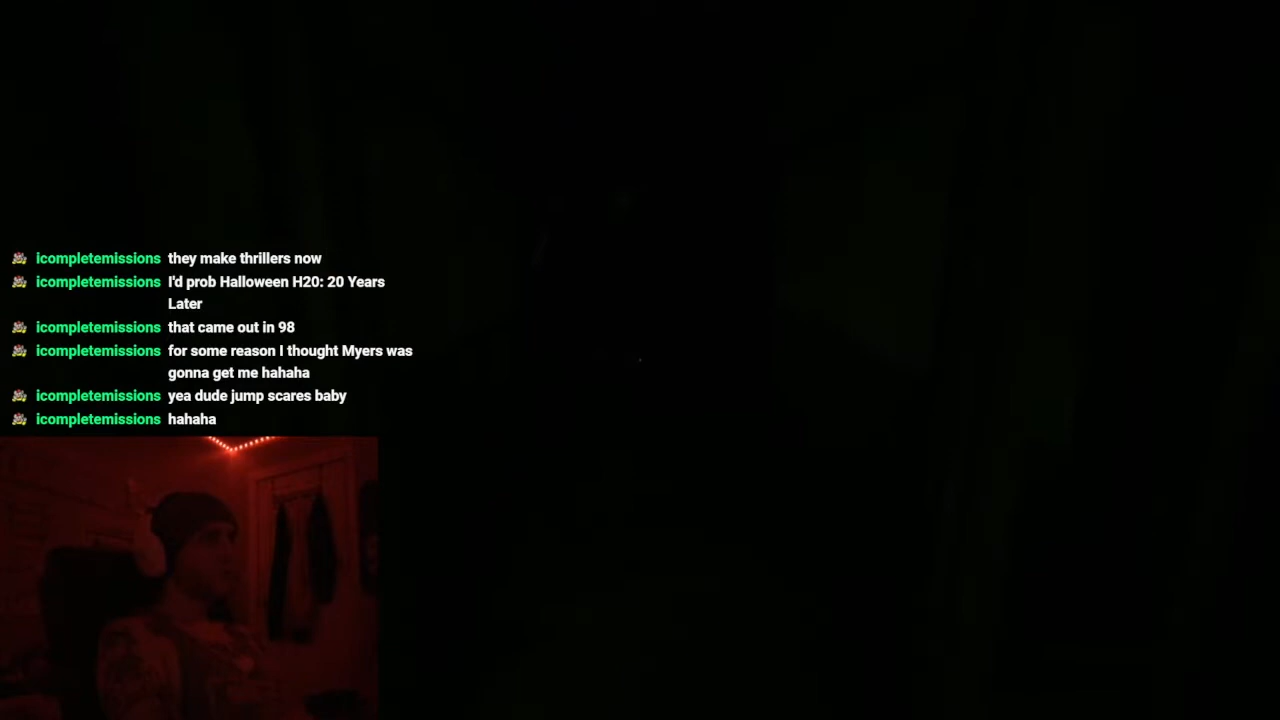 icompletemissions they make thrillers now
icompletemissions I'd prob Halloween H20: 20 Years
Later
icompletemissions that came out in 98
icompletemissions for some reason I thought Myers was
gonna get me hahaha
icompletemissions yea dude jump scares baby
icompletemissions hahaha